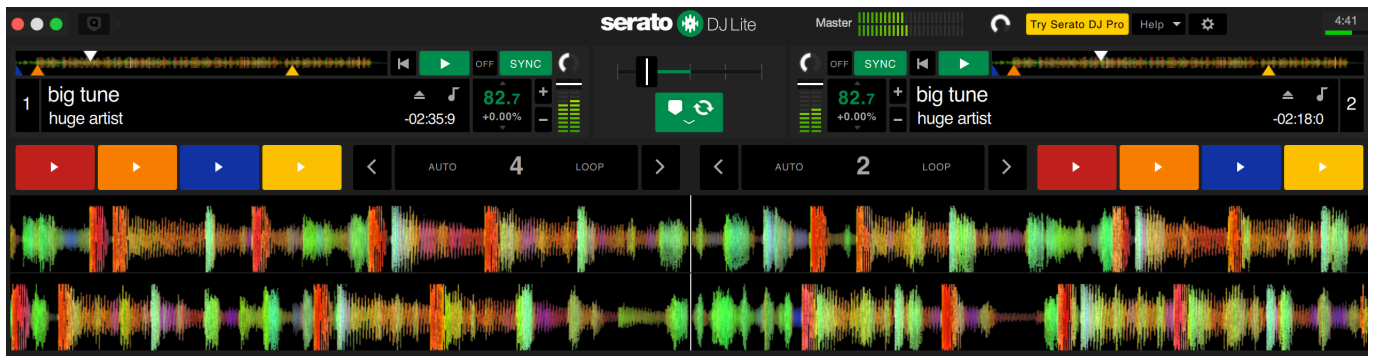 serato DJ Lite
Master
Try Serato DJ Pro
Help
4:41
OFF SYNC
OFF SYNC
1
big tune
huge artist
-02:35:9
82.7
+0.00%
+
–
82.7
+0.00%
+
–
big tune
huge artist
-02:18:0
2
AUTO 4 LOOP
AUTO 2 LOOP